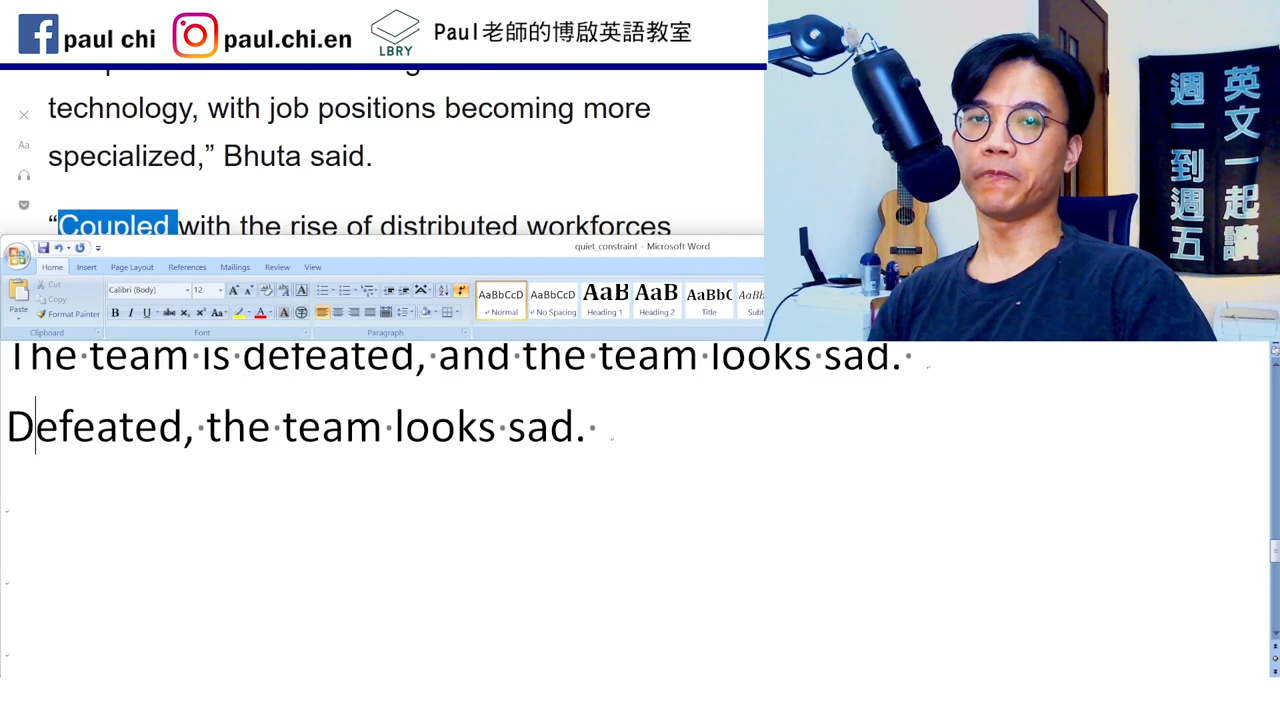 paul chi
paul.chi.en
LBRY
Paul老師的博啟英語教室
technology, with job positions becoming more
specialized,” Bhuta said.
“Coupled with the rise of distributed workforces
quiet_constraint - Microsoft Word
Home Insert Page Layout References Mailings Review View
Paste
Cut
Copy
Format Painter
Clipboard
Calibri (Body) 12
Font
Paragraph
AaBbCcD AaBbCcD AaBb AaB AaBbC AaBb
Normal No Spacing Heading 1 Heading 2 Title Subt
The team is defeated, and the team looks sad.
Defeated, the team looks sad.
英文一起讀
週一到週五